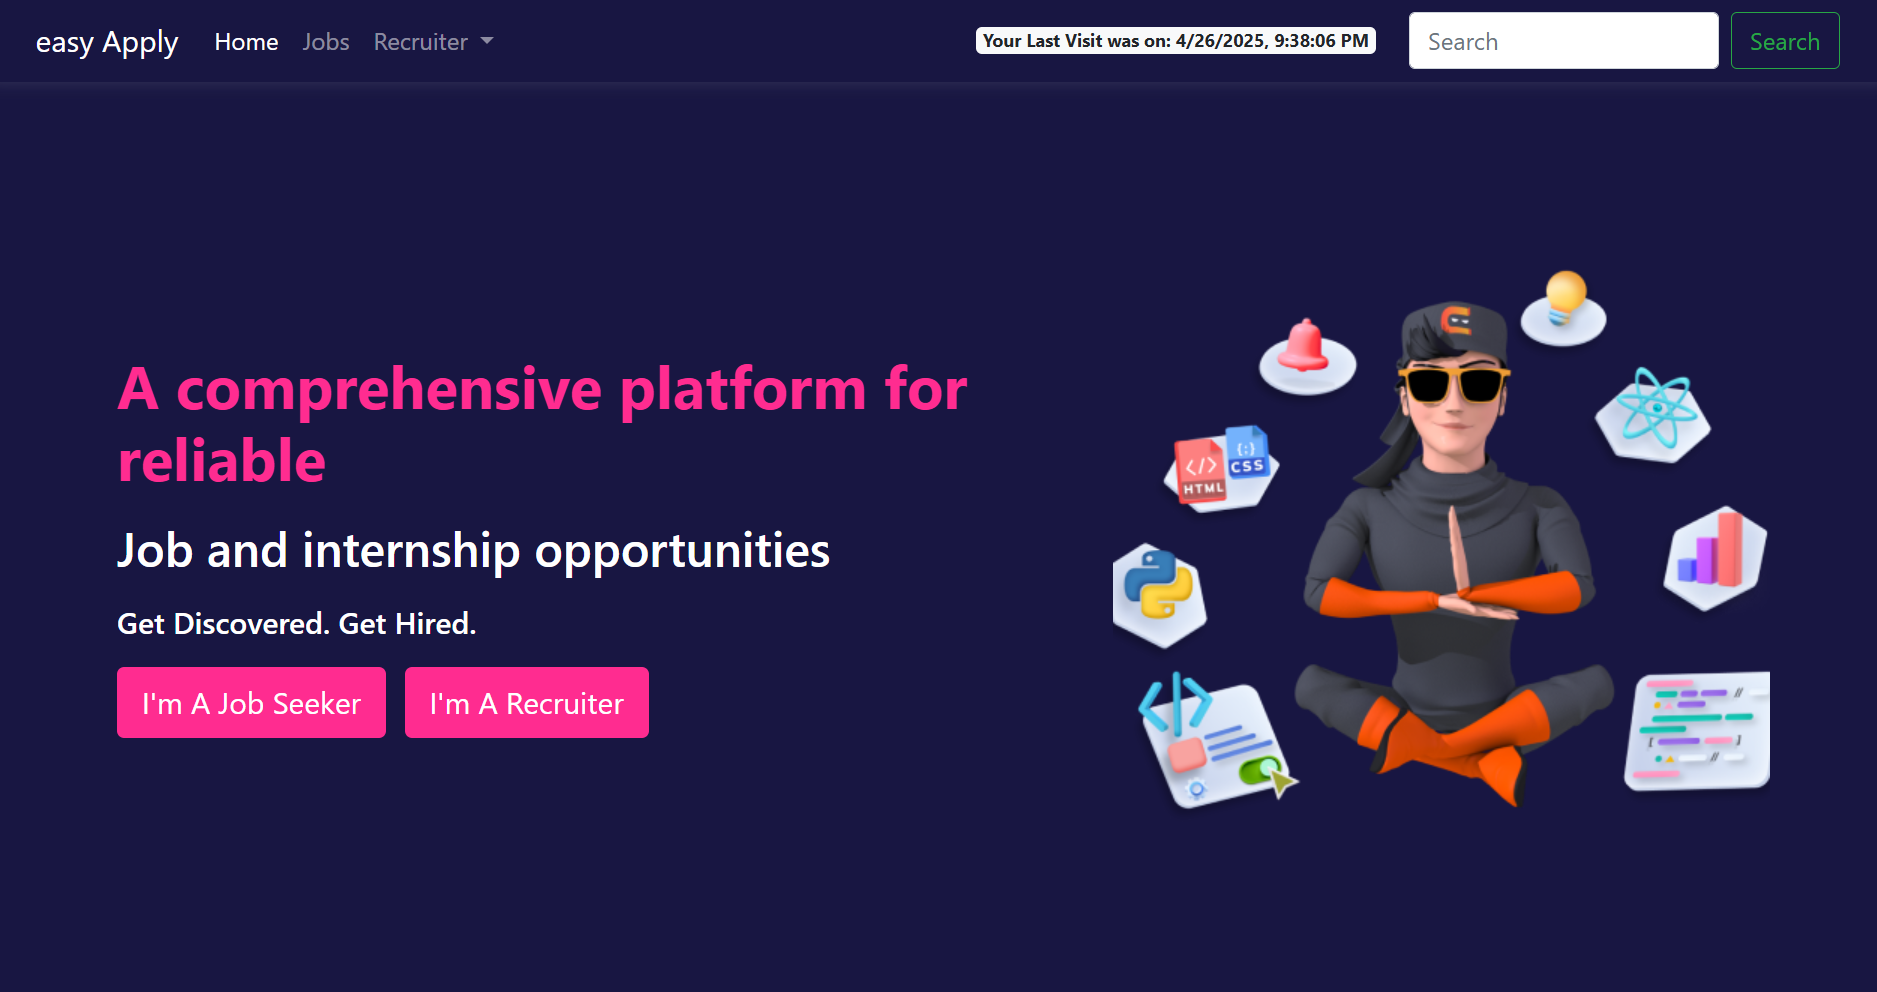 easy Apply Home Jobs Recruiter Your Last Visit was on: 4/26/2025, 9:38:06 PM Search Search
A comprehensive platform for
reliable
Job and internship opportunities
Get Discovered. Get Hired.
I'm A Job Seeker I'm A Recruiter
</> HTML
{;} CSS
</>
//
[ ]
//